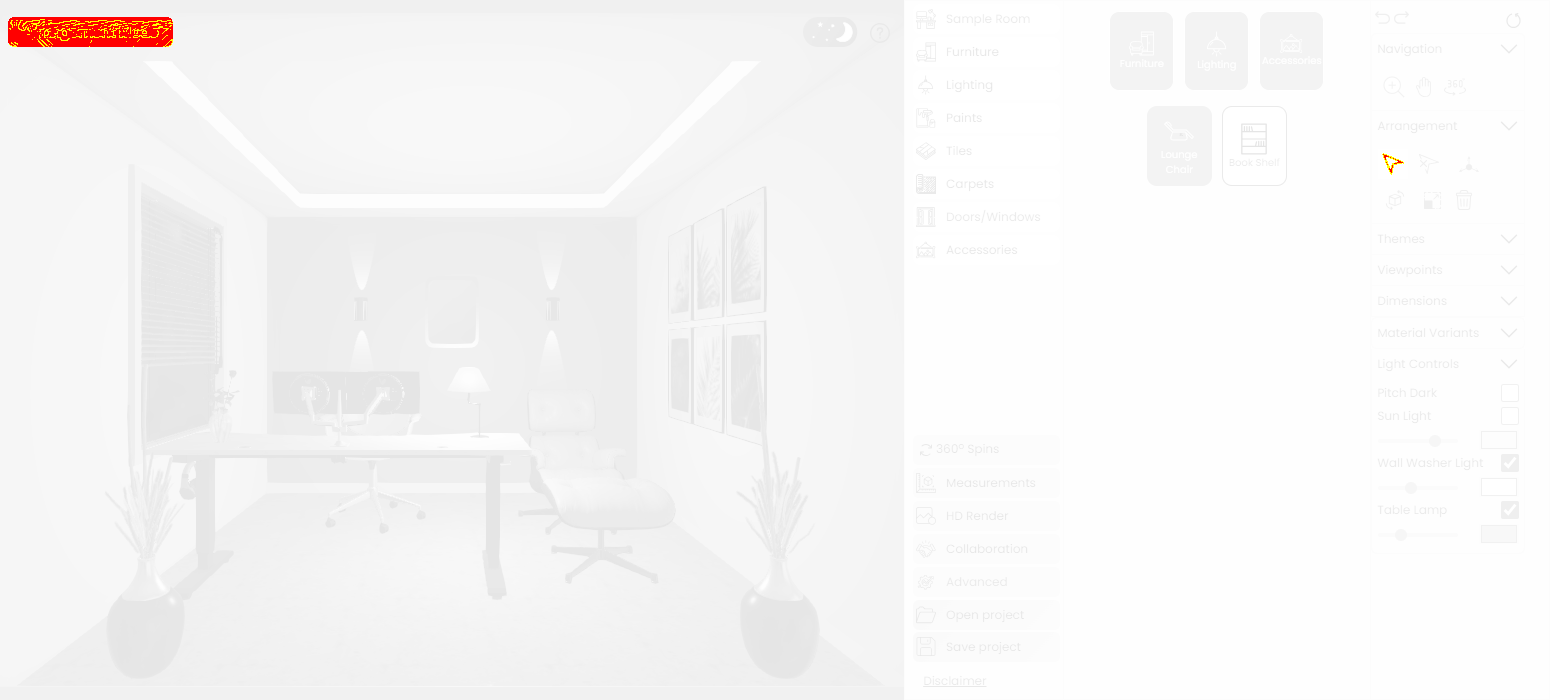 Sample Room
Furniture
Lighting
Paints
Tiles
Carpets
Doors/Windows
Accessories
360º Spins
Measurements
HD Render
Collaboration
Advanced
Open project
Save project
Disclaimer
Furniture
Lighting
Accessories
Lounge
Chair
Book Shelf
Navigation
360
Arrangement
Themes
Viewpoints
Dimensions
Material Variants
Light Controls
Pitch Dark
Sun Light
Wall Washer Light
Table Lamp